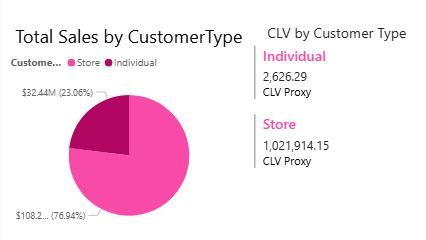 Total Sales by CustomerType
Custome... Store Individual
$32.44M (23.06%)
$108.2... (76.94%)
CLV by Customer Type
Individual
2,626.29
CLV Proxy
Store
1,021,914.15
CLV Proxy